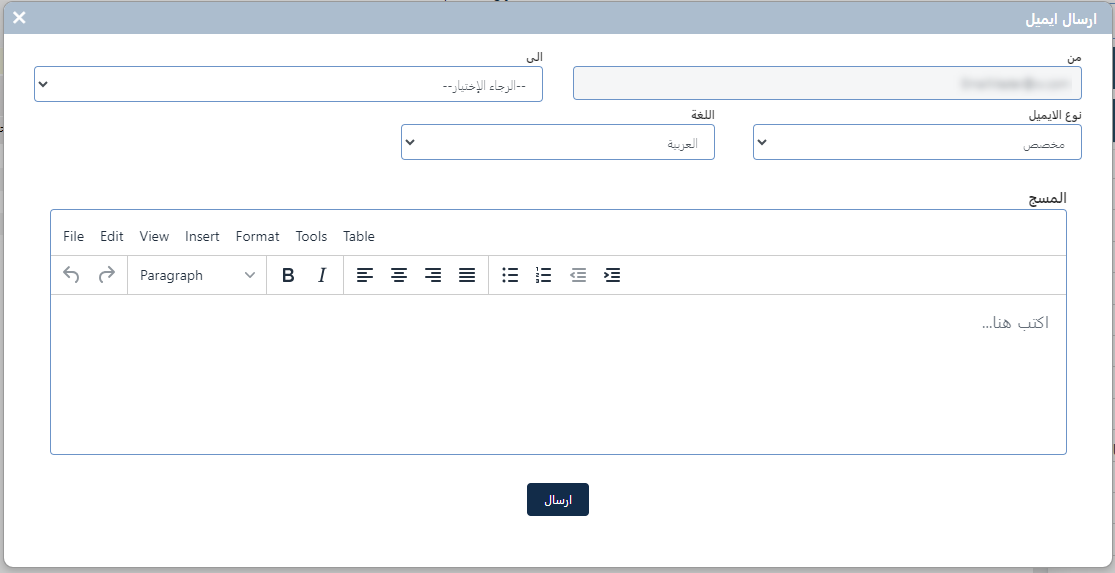 ارسال ايميل
من
الى
--الرجاء الإختيار--
نوع الايميل
اللغة
مخصص
العربية
المسج
File Edit View Insert Format Tools Table
Paragraph B I
اكتب هنا...
ارسال